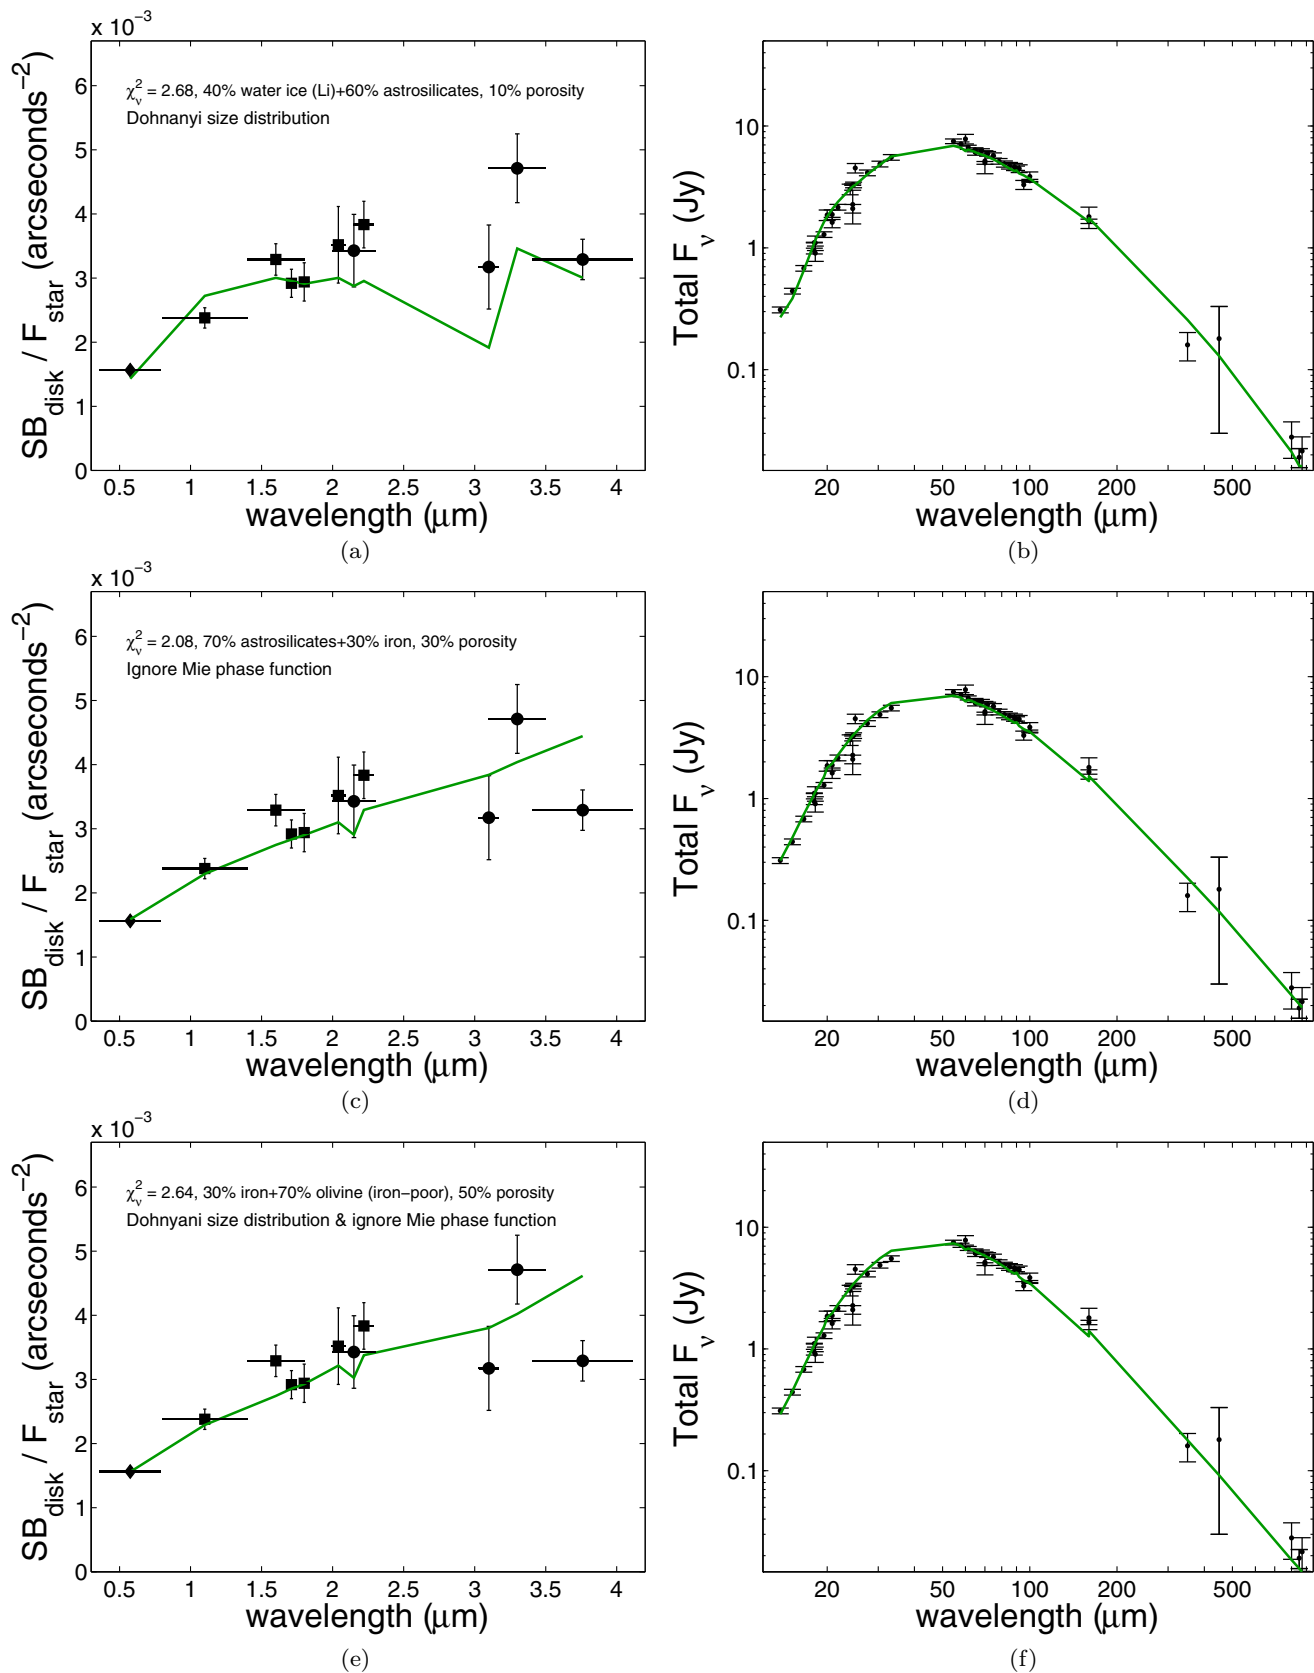 x 10⁻³
SB_disk / F_star (arcseconds⁻²)
6
5
4
3
2
1
0
χ_ν² = 2.68, 40% water ice (Li)+60% astrosilicates, 10% porosity
Dohnanyi size distribution
0.5 1 1.5 2 2.5 3 3.5 4
wavelength (μm)
(a)
Total F_ν (Jy)
10
1
0.1
20 50 100 200 500
wavelength (μm)
(b)
x 10⁻³
SB_disk / F_star (arcseconds⁻²)
6
5
4
3
2
1
0
χ_ν² = 2.08, 70% astrosilicates+30% iron, 30% porosity
Ignore Mie phase function
0.5 1 1.5 2 2.5 3 3.5 4
wavelength (μm)
(c)
Total F_ν (Jy)
10
1
0.1
20 50 100 200 500
wavelength (μm)
(d)
x 10⁻³
SB_disk / F_star (arcseconds⁻²)
6
5
4
3
2
1
0
χ_ν² = 2.64, 30% iron+70% olivine (iron−poor), 50% porosity
Dohnyani size distribution & ignore Mie phase function
0.5 1 1.5 2 2.5 3 3.5 4
wavelength (μm)
(e)
Total F_ν (Jy)
10
1
0.1
20 50 100 200 500
wavelength (μm)
(f)